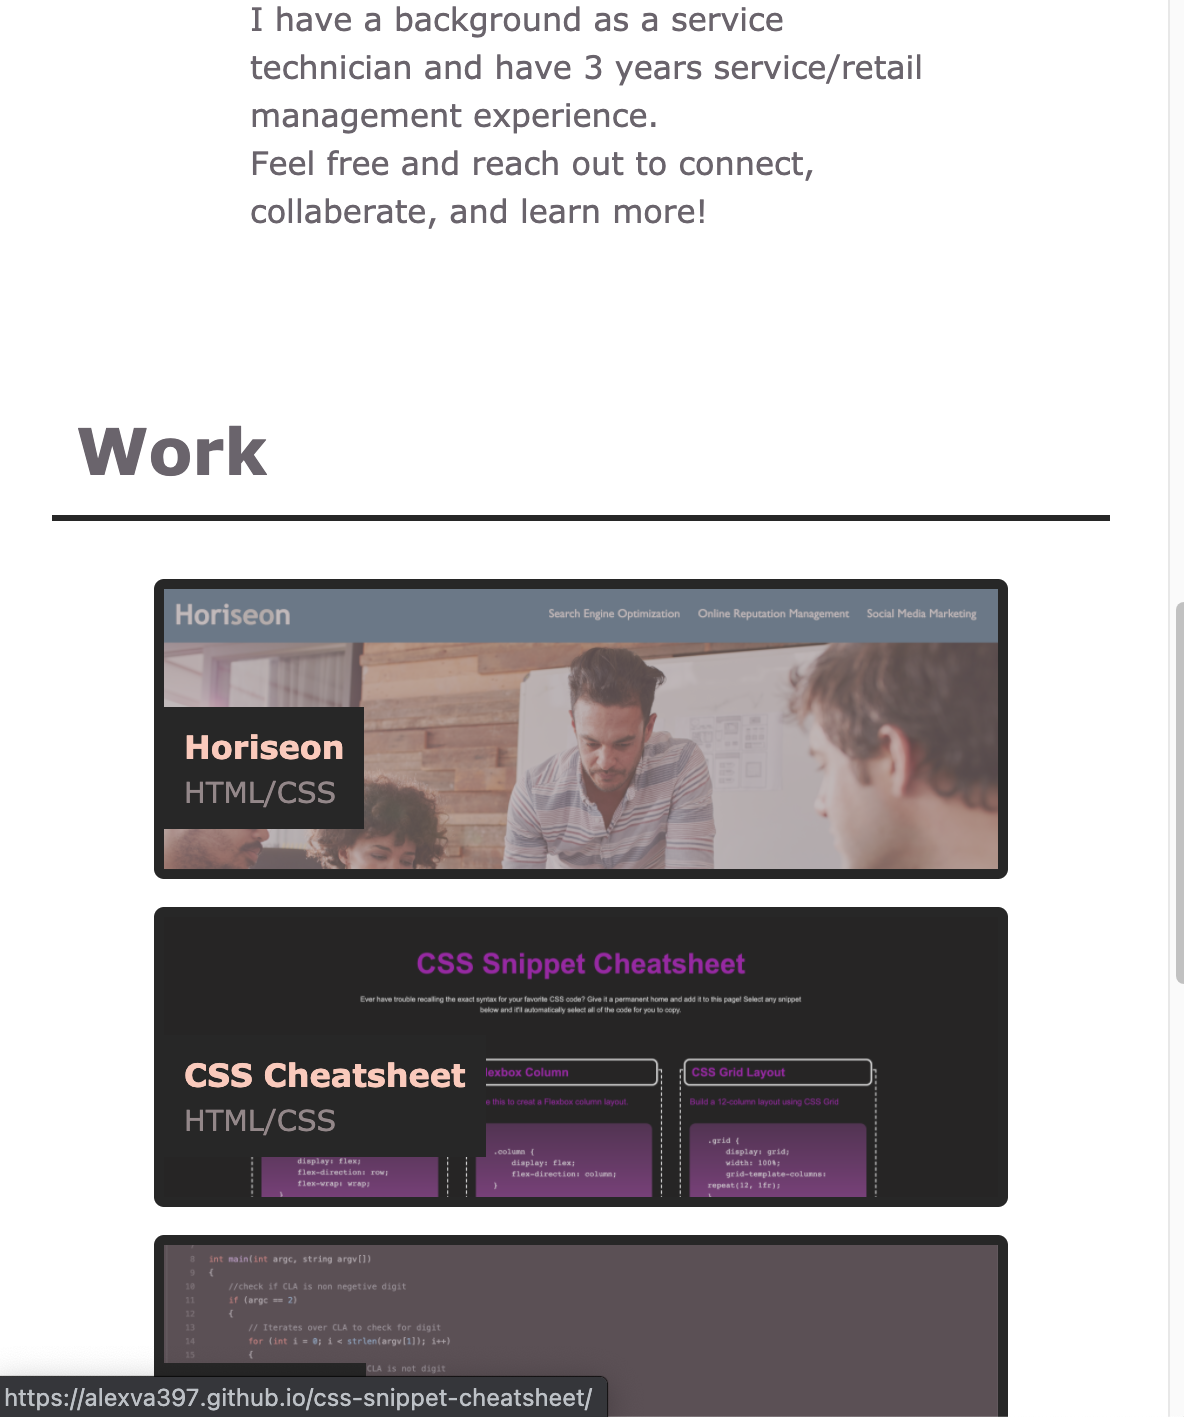 I have a background as a service
technician and have 3 years service/retail
management experience.
Feel free and reach out to connect,
collaberate, and learn more!
Work
Horiseon
Search Engine Optimization Online Reputation Management Social Media Marketing
Horiseon
HTML/CSS
CSS Snippet Cheatsheet
Ever have trouble recalling the exact syntax for your favorite CSS code? Give it a permanent home and add it to this page! Select any snippet
below and it'll automatically select all of the code for you to copy.
CSS Cheatsheet
HTML/CSS
display: flex;
flex-direction: row;
flex-wrap: wrap;
}
lexbox Column
e this to creat a Flexbox column layout.
.column {
display: flex;
flex-direction: column;
}
CSS Grid Layout
Build a 12-column layout using CSS Grid
.grid {
display: grid;
width: 100%;
grid-template-columns:
repeat(12, 1fr);
8 int main(int argc, string argv[])
9 {
10 //check if CLA is non negetive digit
11 if (argc == 2)
12 {
13 // Iterates over CLA to check for digit
14 for (int i = 0; i < strlen(argv[1]); i++)
15 {
CLA is not digit
https://alexva397.github.io/css-snippet-cheatsheet/